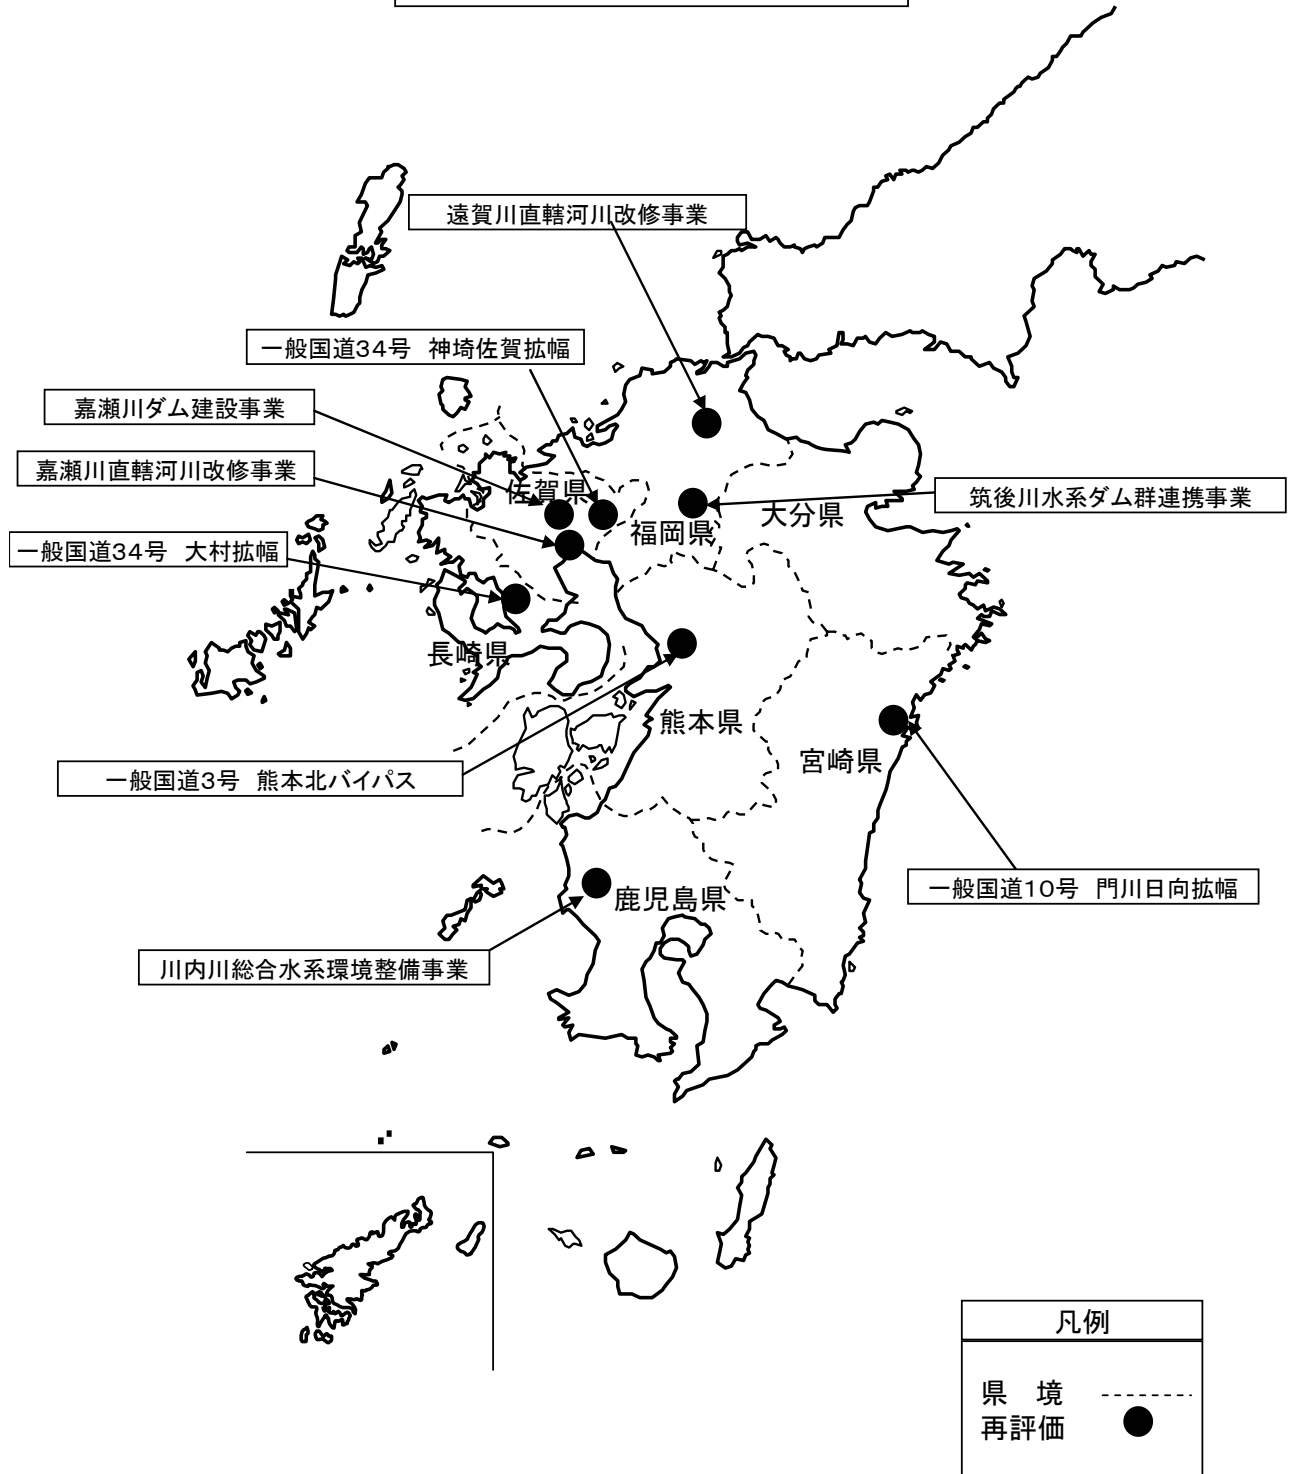 遠賀川直轄河川改修事業
一般国道34号　神埼佐賀拡幅
嘉瀬川ダム建設事業
嘉瀬川直轄河川改修事業
佐賀県
筑後川水系ダム群連携事業
大分県
福岡県
一般国道34号　大村拡幅
長崎県
熊本県
宮崎県
一般国道3号　熊本北バイパス
一般国道10号　門川日向拡幅
鹿児島県
川内川総合水系環境整備事業
凡例
県　境
再評価